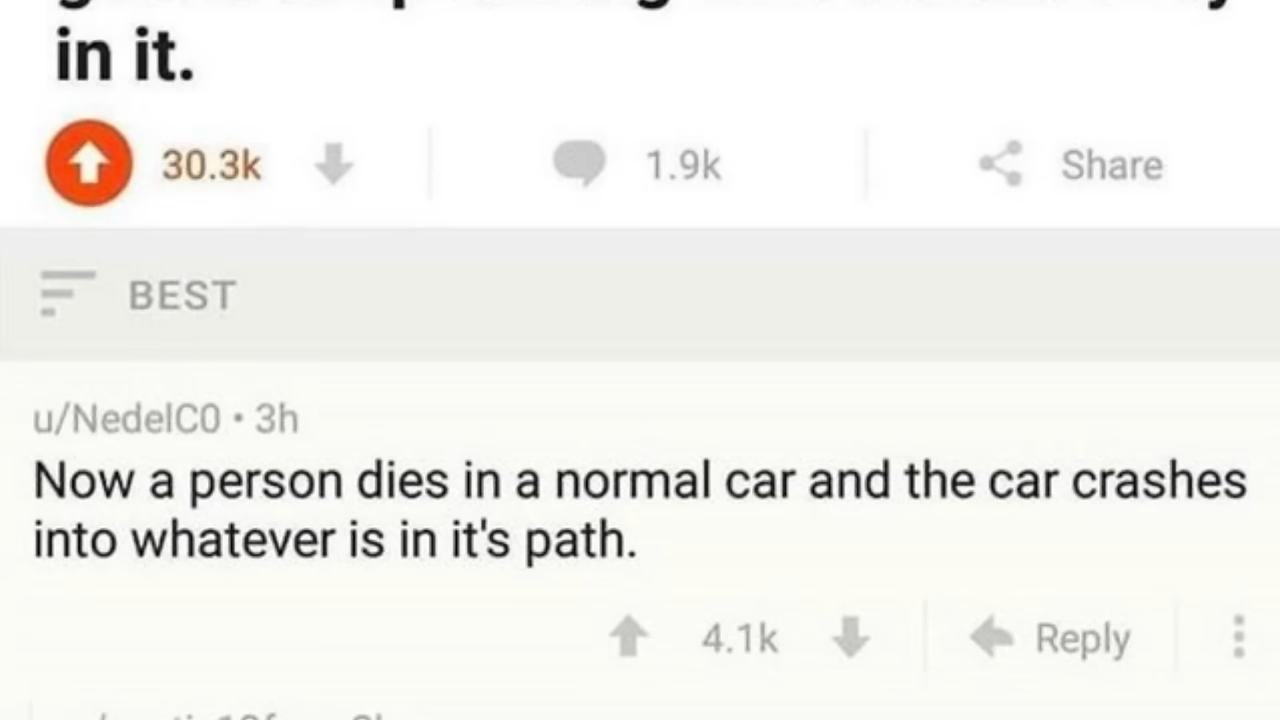 in it.
30.3k 1.9k Share
BEST
u/NedelC0 • 3h
Now a person dies in a normal car and the car crashes
into whatever is in it's path.
4.1k Reply